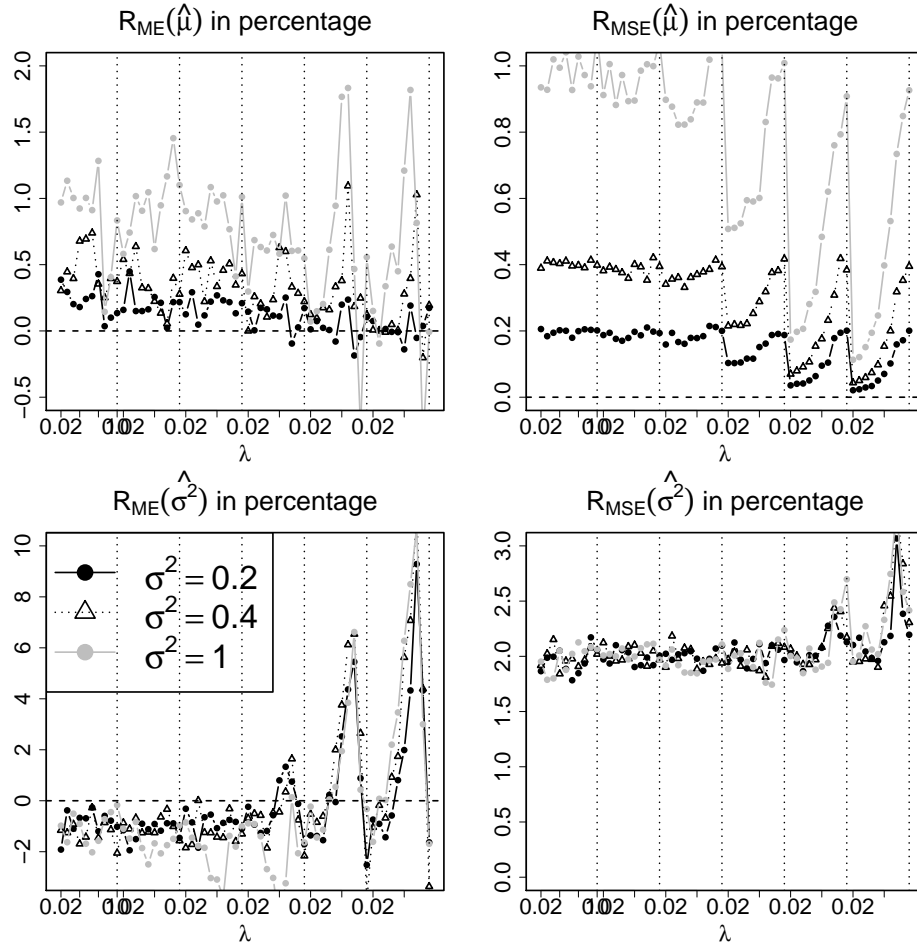 R_ME(μ̂) in percentage
R_MSE(μ̂) in percentage
2.0
1.5
1.0
0.5
0.0
−0.5
1.0
0.8
0.6
0.4
0.2
0.0
0.02 0.02 0.02 0.02 0.02 0.02
λ
0.02 0.02 0.02 0.02 0.02 0.02
λ
R_ME(σ̂²) in percentage
R_MSE(σ̂²) in percentage
10
8
6
4
2
0
−2
σ² = 0.2
σ² = 0.4
σ² = 1
3.0
2.5
2.0
1.5
1.0
0.5
0.0
0.02 0.02 0.02 0.02 0.02 0.02
λ
0.02 0.02 0.02 0.02 0.02 0.02
λ